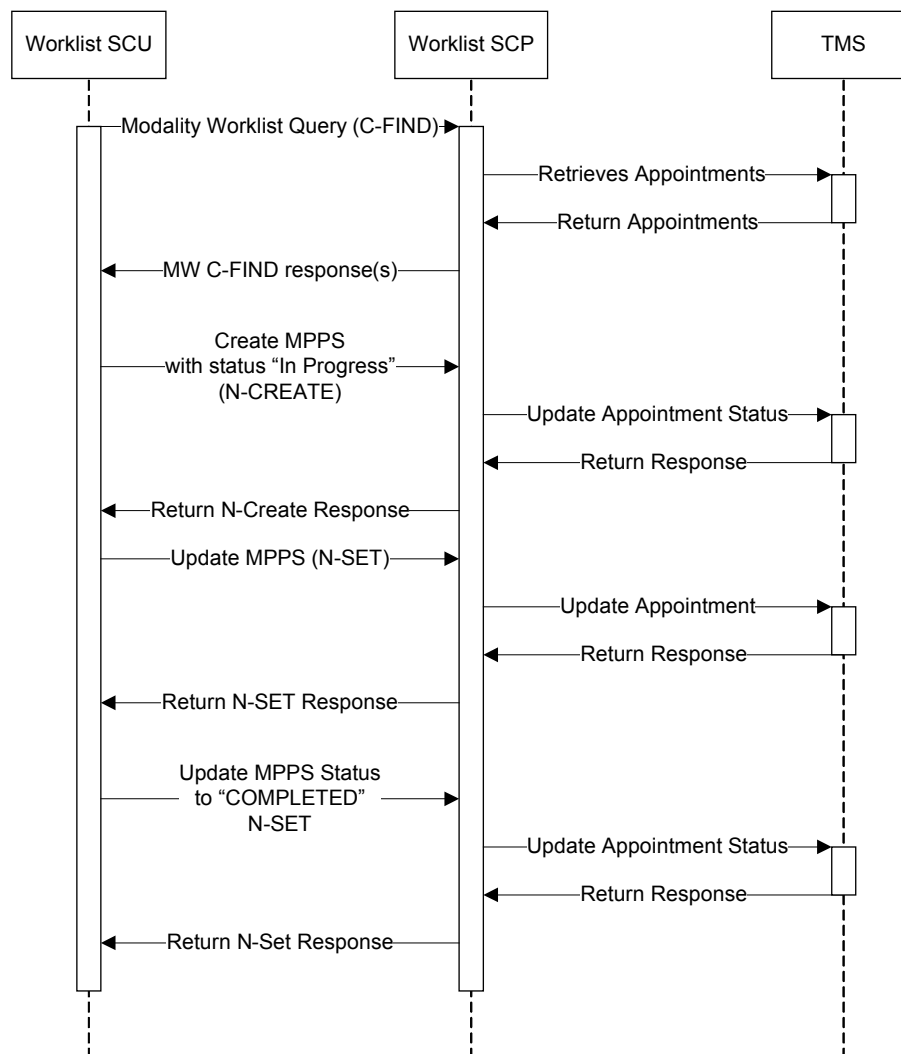 Worklist SCU
Worklist SCP
TMS
Modality Worklist Query (C-FIND)
Retrieves Appointments
Return Appointments
MW C-FIND response(s)
Create MPPS
with status “In Progress”
(N-CREATE)
Update Appointment Status
Return Response
Return N-Create Response
Update MPPS (N-SET)
Update Appointment
Return Response
Return N-SET Response
Update MPPS Status
to “COMPLETED”
N-SET
Update Appointment Status
Return Response
Return N-Set Response